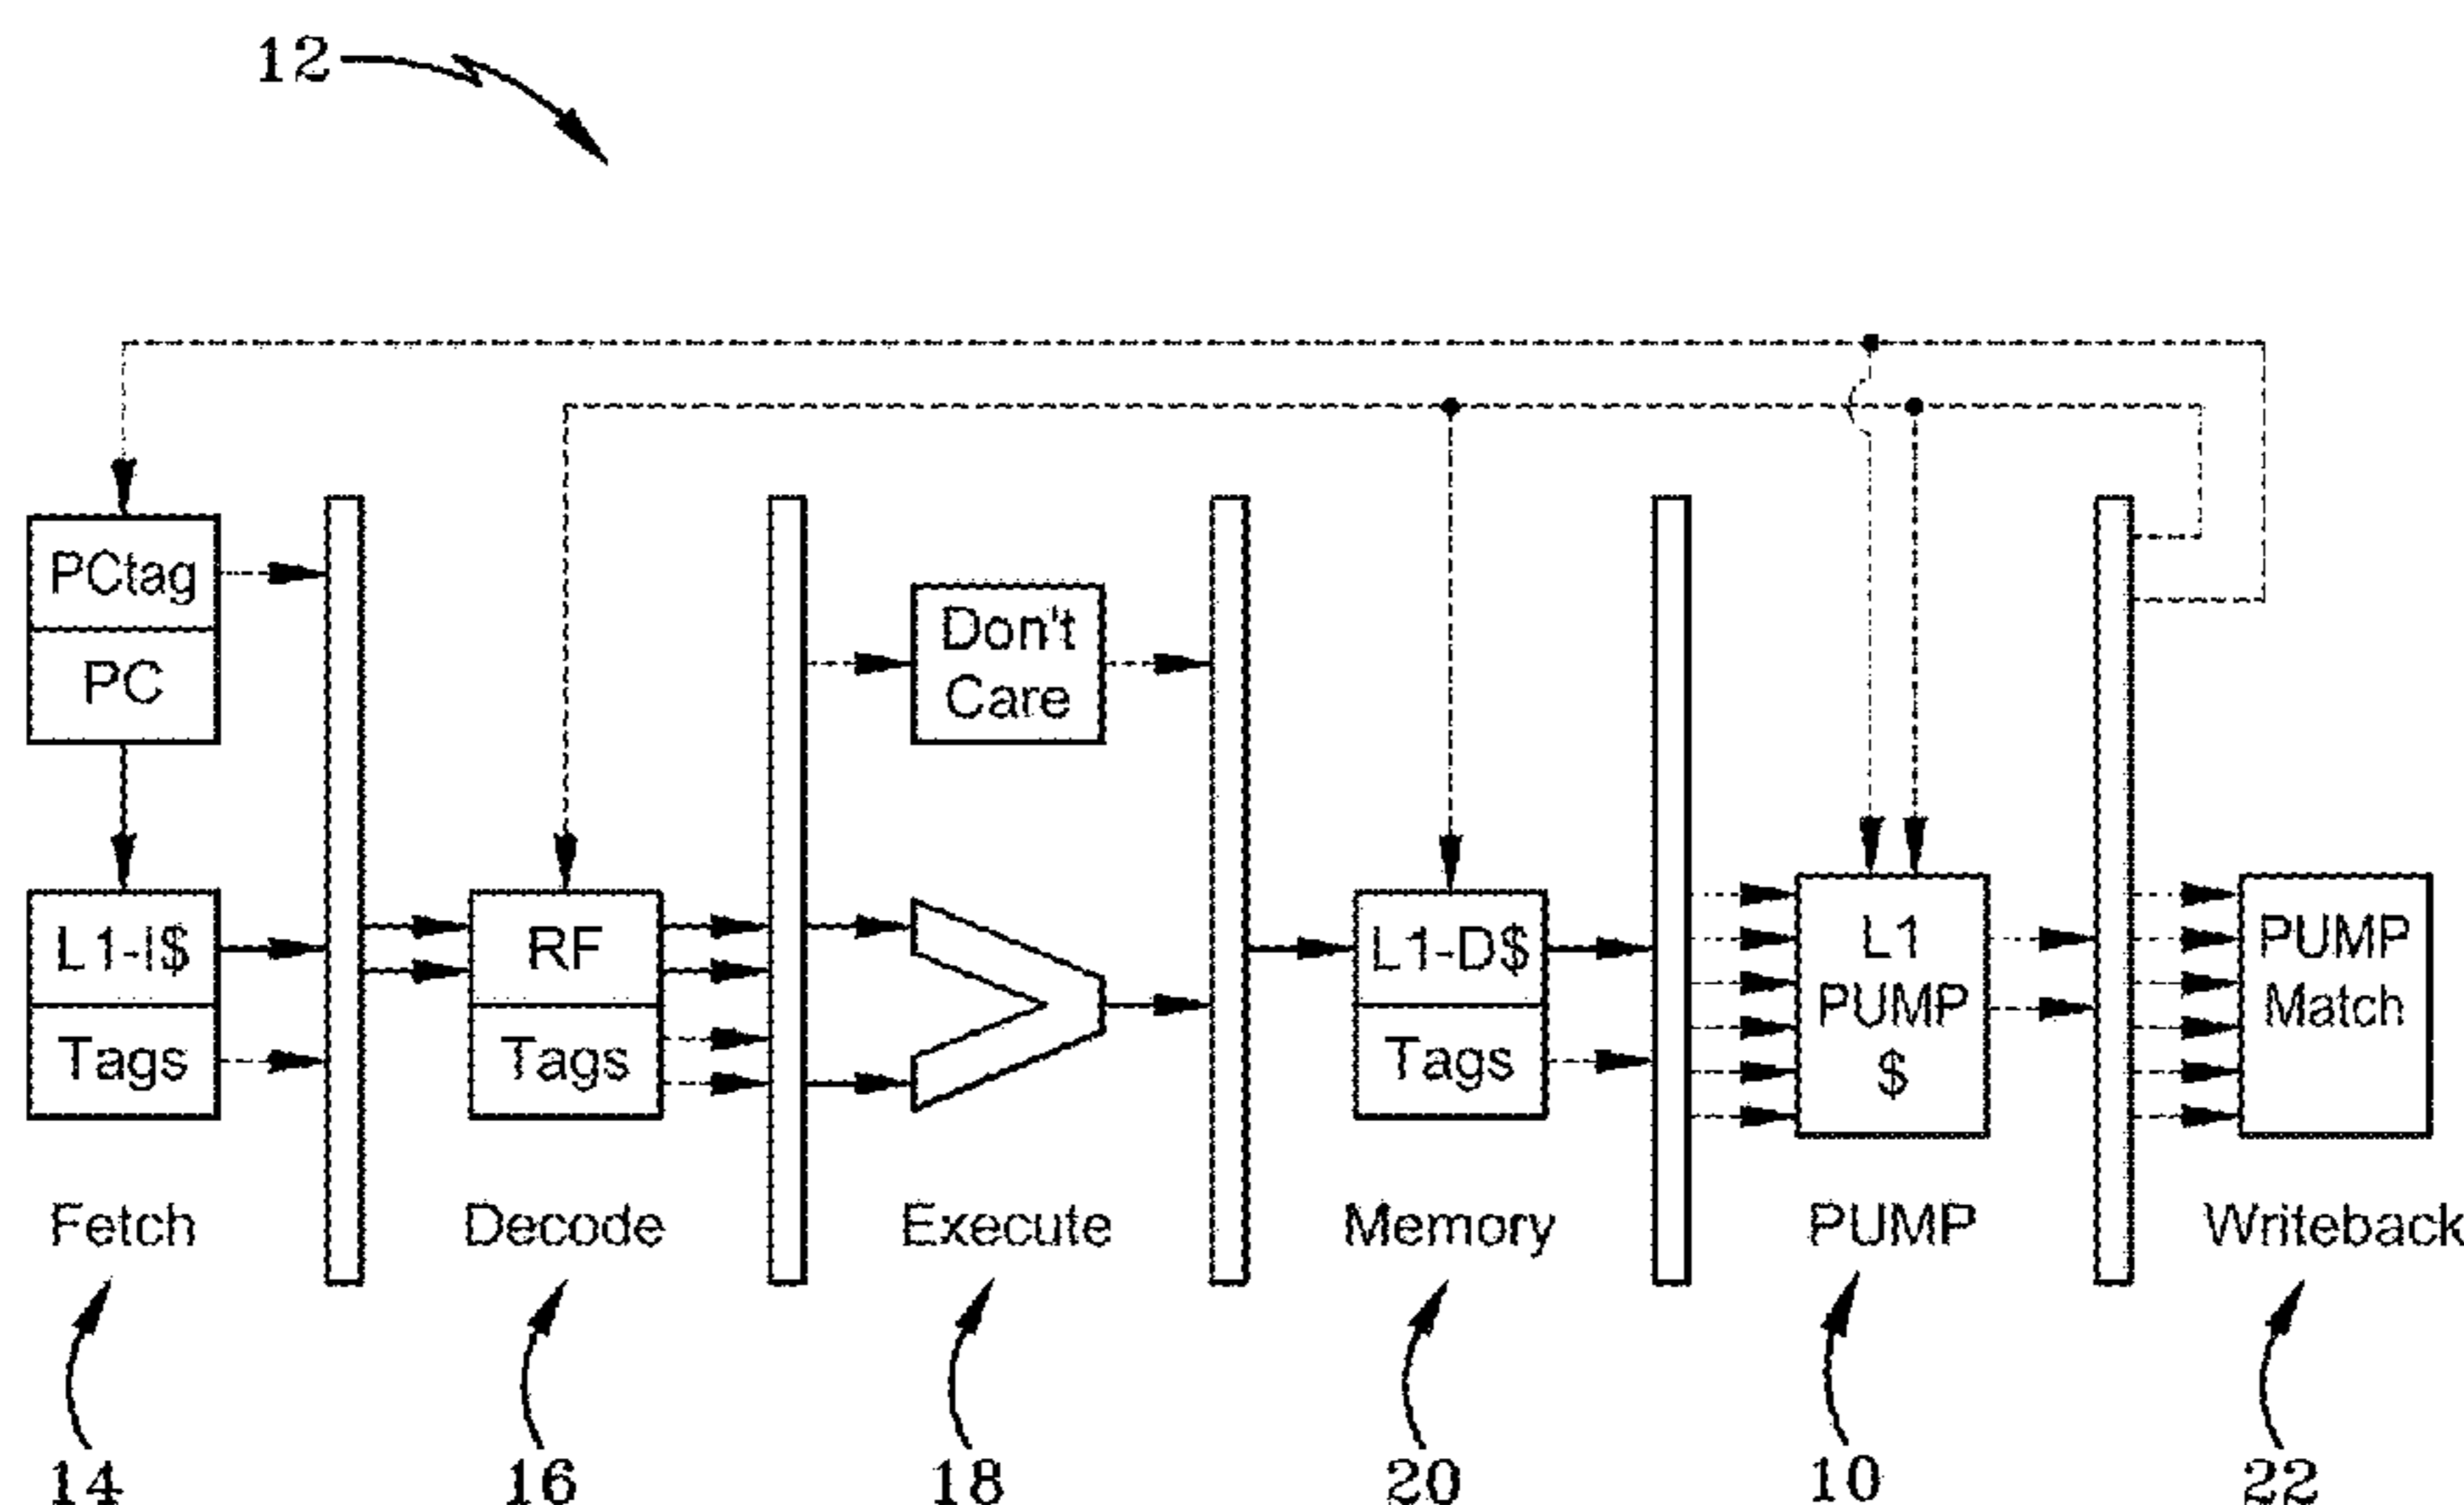 12
PCtag
PC
Don't
Care
L1-I$
Tags
RF
Tags
L1-D$
Tags
L1
PUMP
$
PUMP
Match
Fetch
Decode
Execute
Memory
PUMP
Writeback
14
16
18
20
10
22